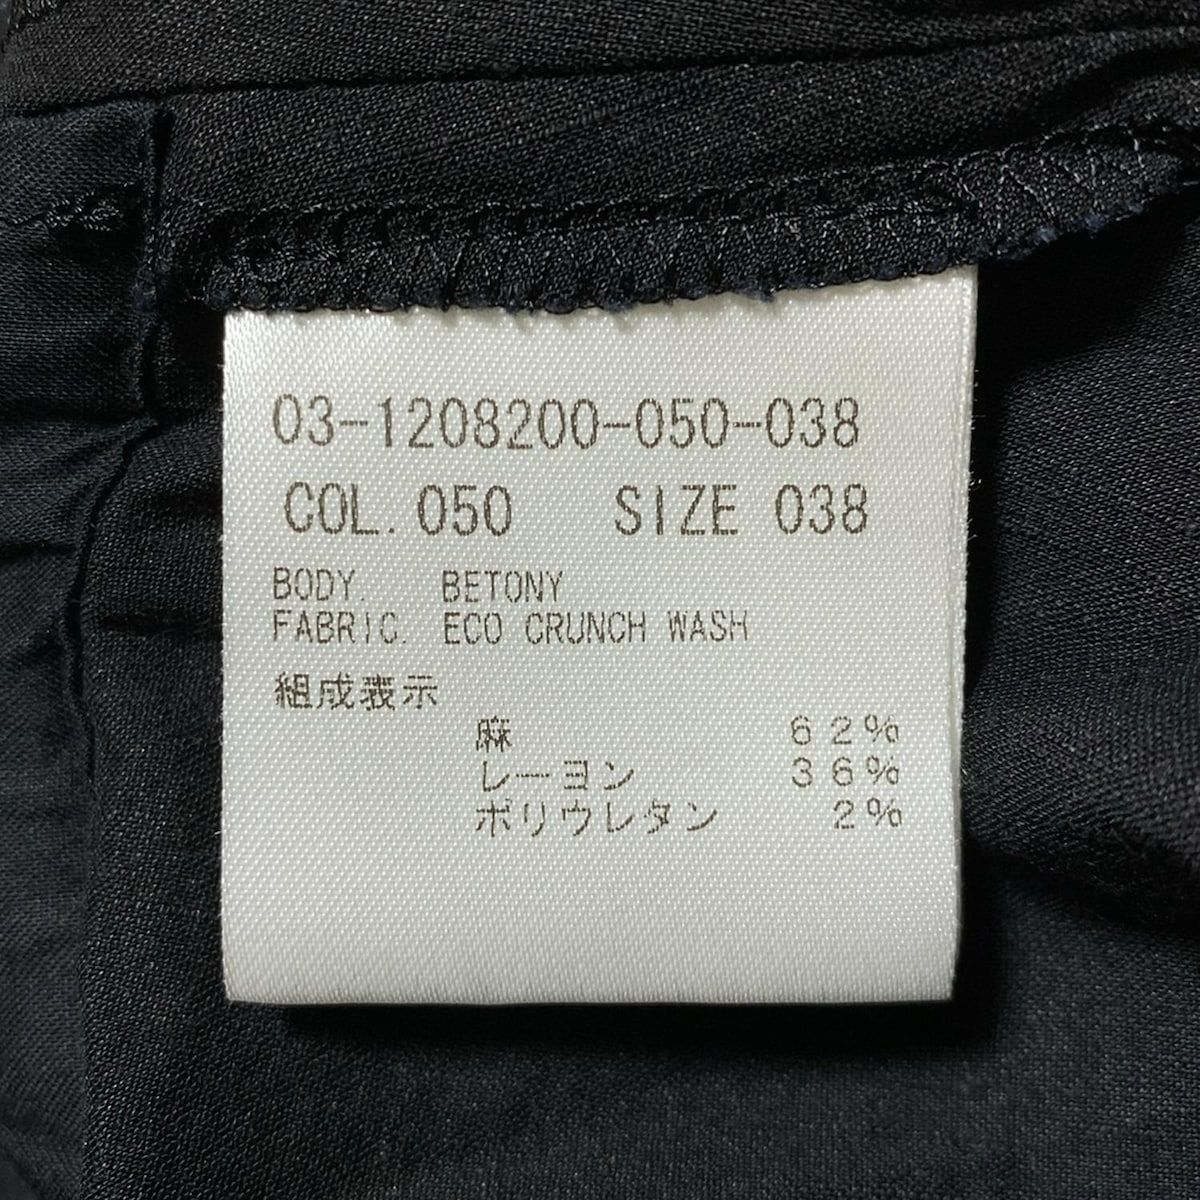 03-1208200-050-038
COL. 050 SIZE 038
BODY. BETONY
FABRIC. ECO CRUNCH WASH
組成表示
麻 62%
レーヨン 36%
ポリウレタン 2%